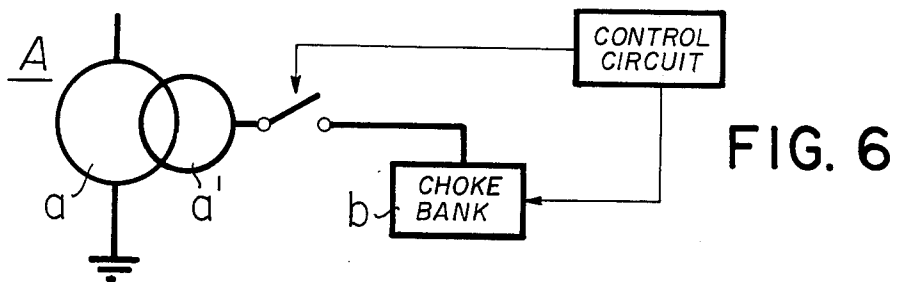 A
CONTROL
CIRCUIT
FIG. 6
a
a'
b
CHOKE
BANK